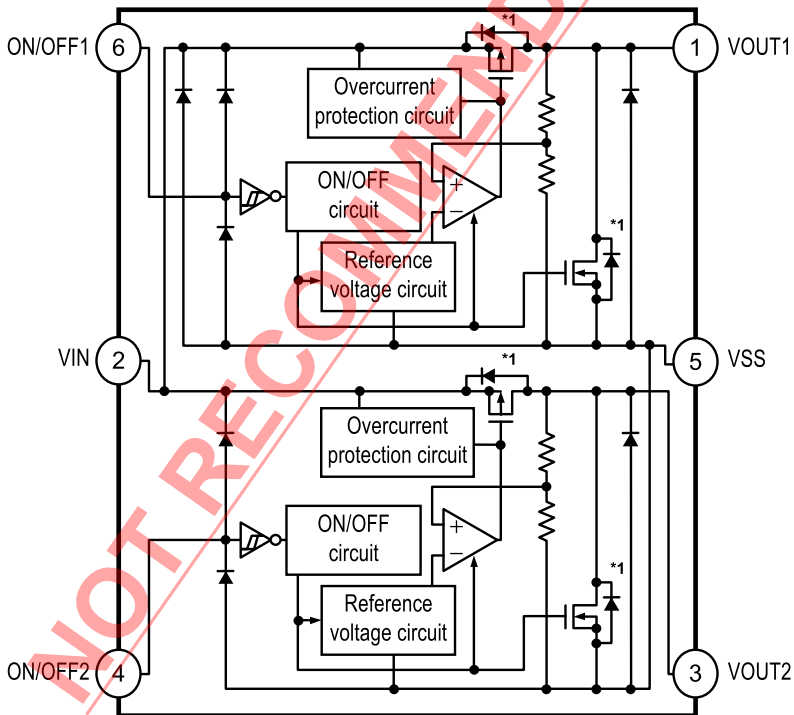 ON/OFF1
6
*1
1
VOUT1
Overcurrent
protection circuit
ON/OFF
circuit
+
−
*1
Reference
voltage circuit
VIN
2
*1
5
VSS
Overcurrent
protection circuit
ON/OFF
circuit
+
−
*1
Reference
voltage circuit
ON/OFF2
4
3
VOUT2
NOT RECOMMEND